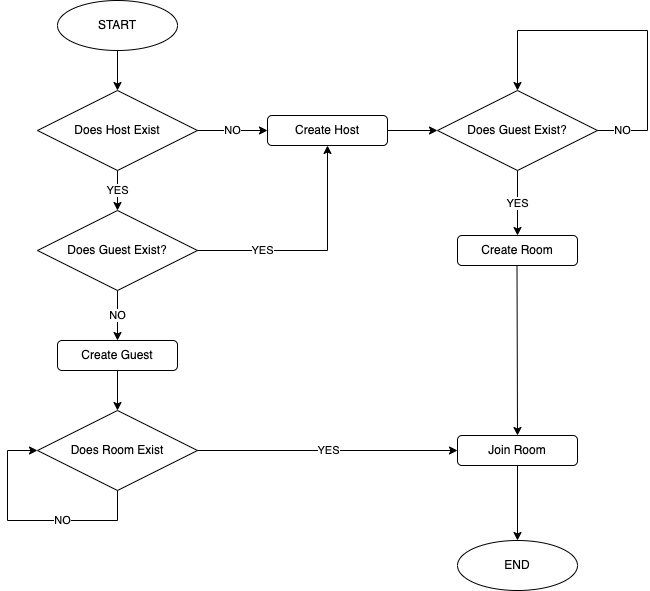 START
Does Host Exist
NO
Create Host
Does Guest Exist?
NO
YES
YES
Does Guest Exist?
YES
Create Room
NO
Create Guest
Does Room Exist
YES
Join Room
NO
END